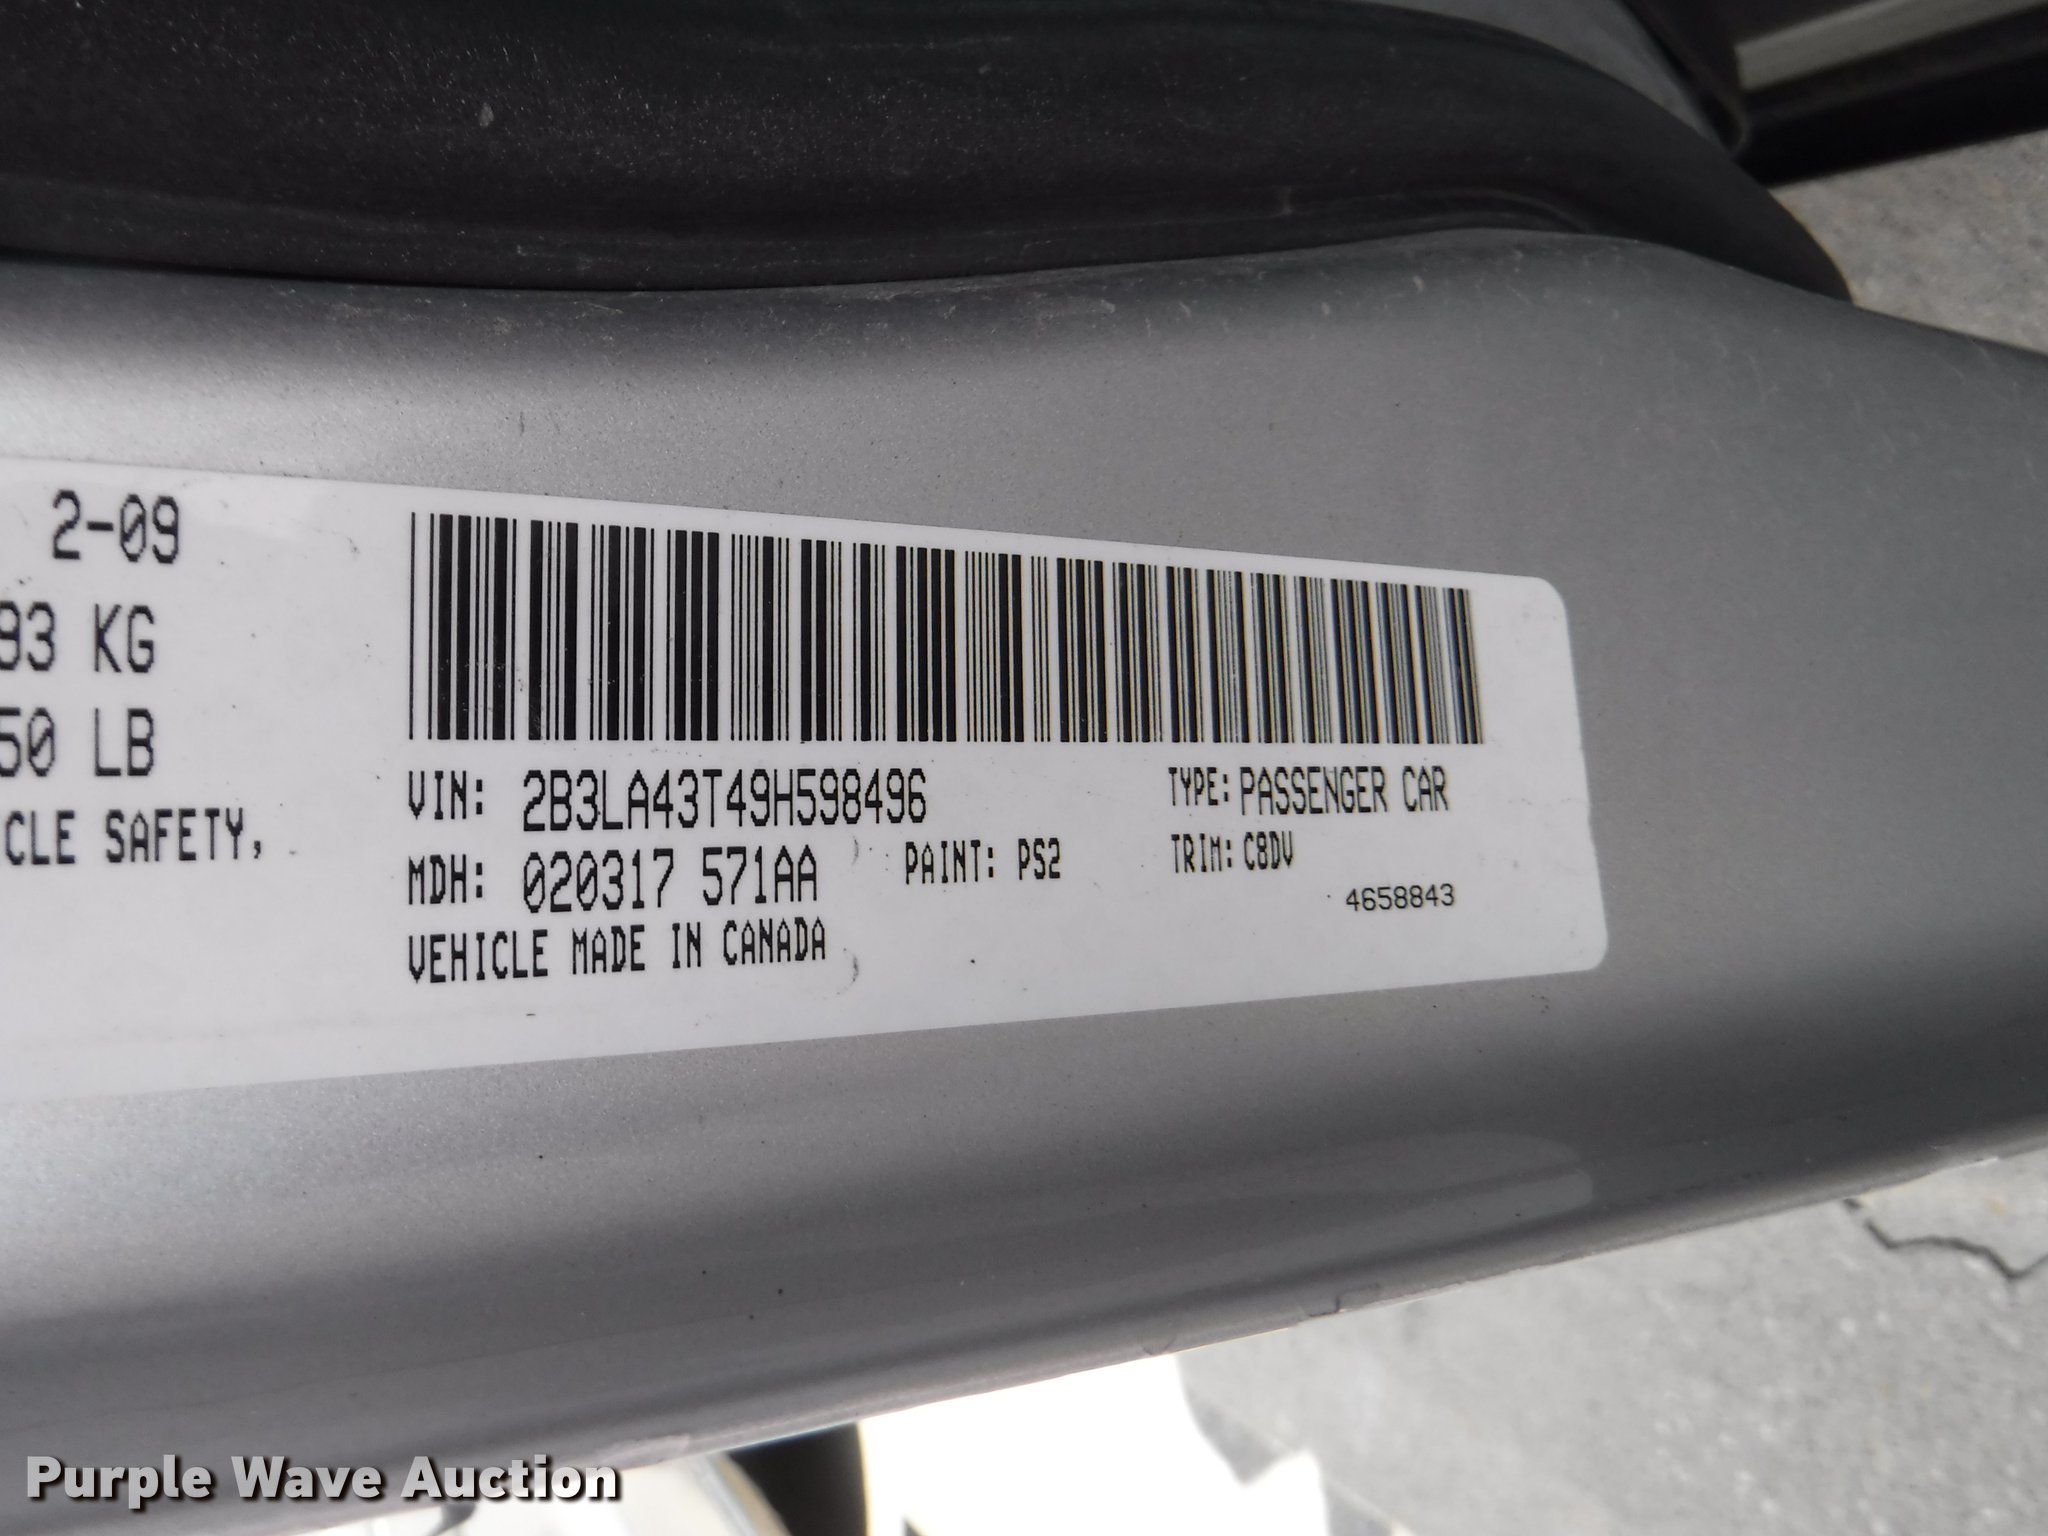 2-09
93 KG
50 LB
CLE SAFETY,
VIN: 2B3LA43T49H598496
TYPE: PASSENGER CAR
MDH: 020317 571AA
PAINT: PS2
TRIM: C8DV
4658843
VEHICLE MADE IN CANADA
Purple Wave Auction